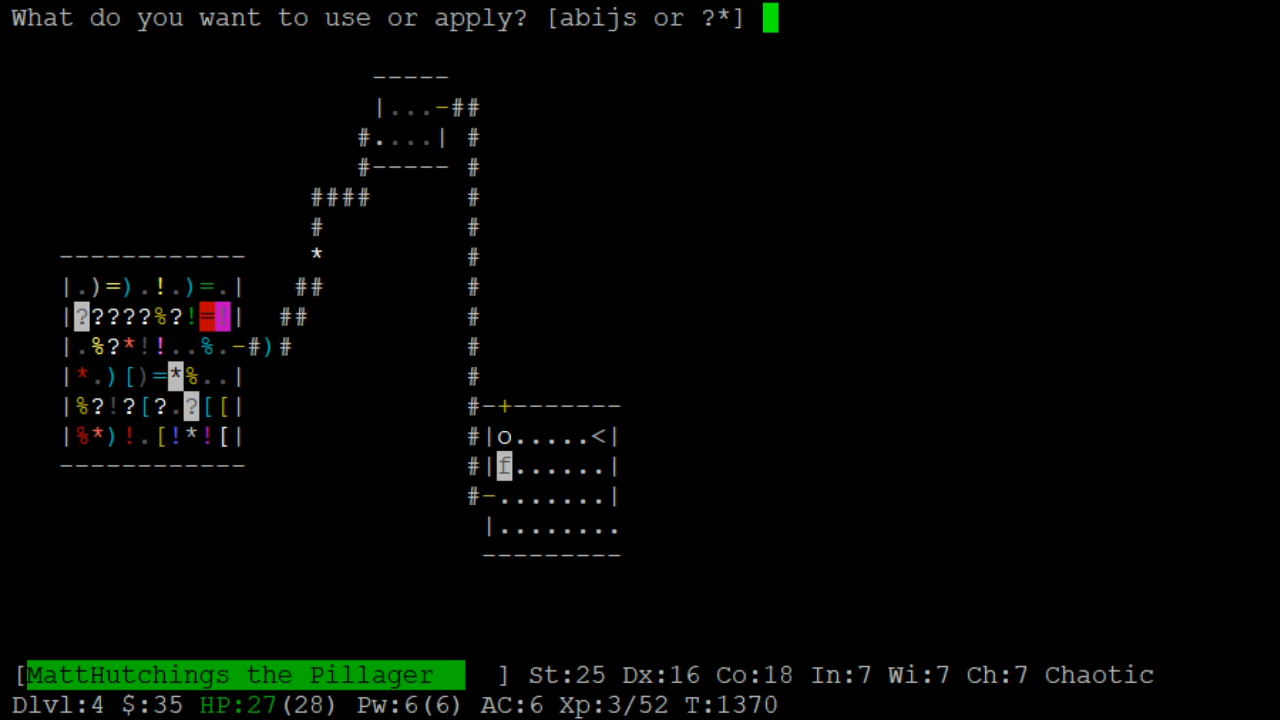 What do you want to use or apply? [abijs or ?*]
-----
|...-##
#....| #
#----- #
#### #
# #
------------ * #
|.)=).!.)=.| ## #
|?????%?!=!| ## #
|.%?*!!..%.-#)# #
|*.)[)=*%..| #
|%?!?[?.?[[| #-+-------
|%*)!.[!*![| #|o.....<|
------------ #|f......|
#-.......|
|........
---------
[MattHutchings the Pillager ] St:25 Dx:16 Co:18 In:7 Wi:7 Ch:7 Chaotic
Dlvl:4 $:35 HP:27(28) Pw:6(6) AC:6 Xp:3/52 T:1370